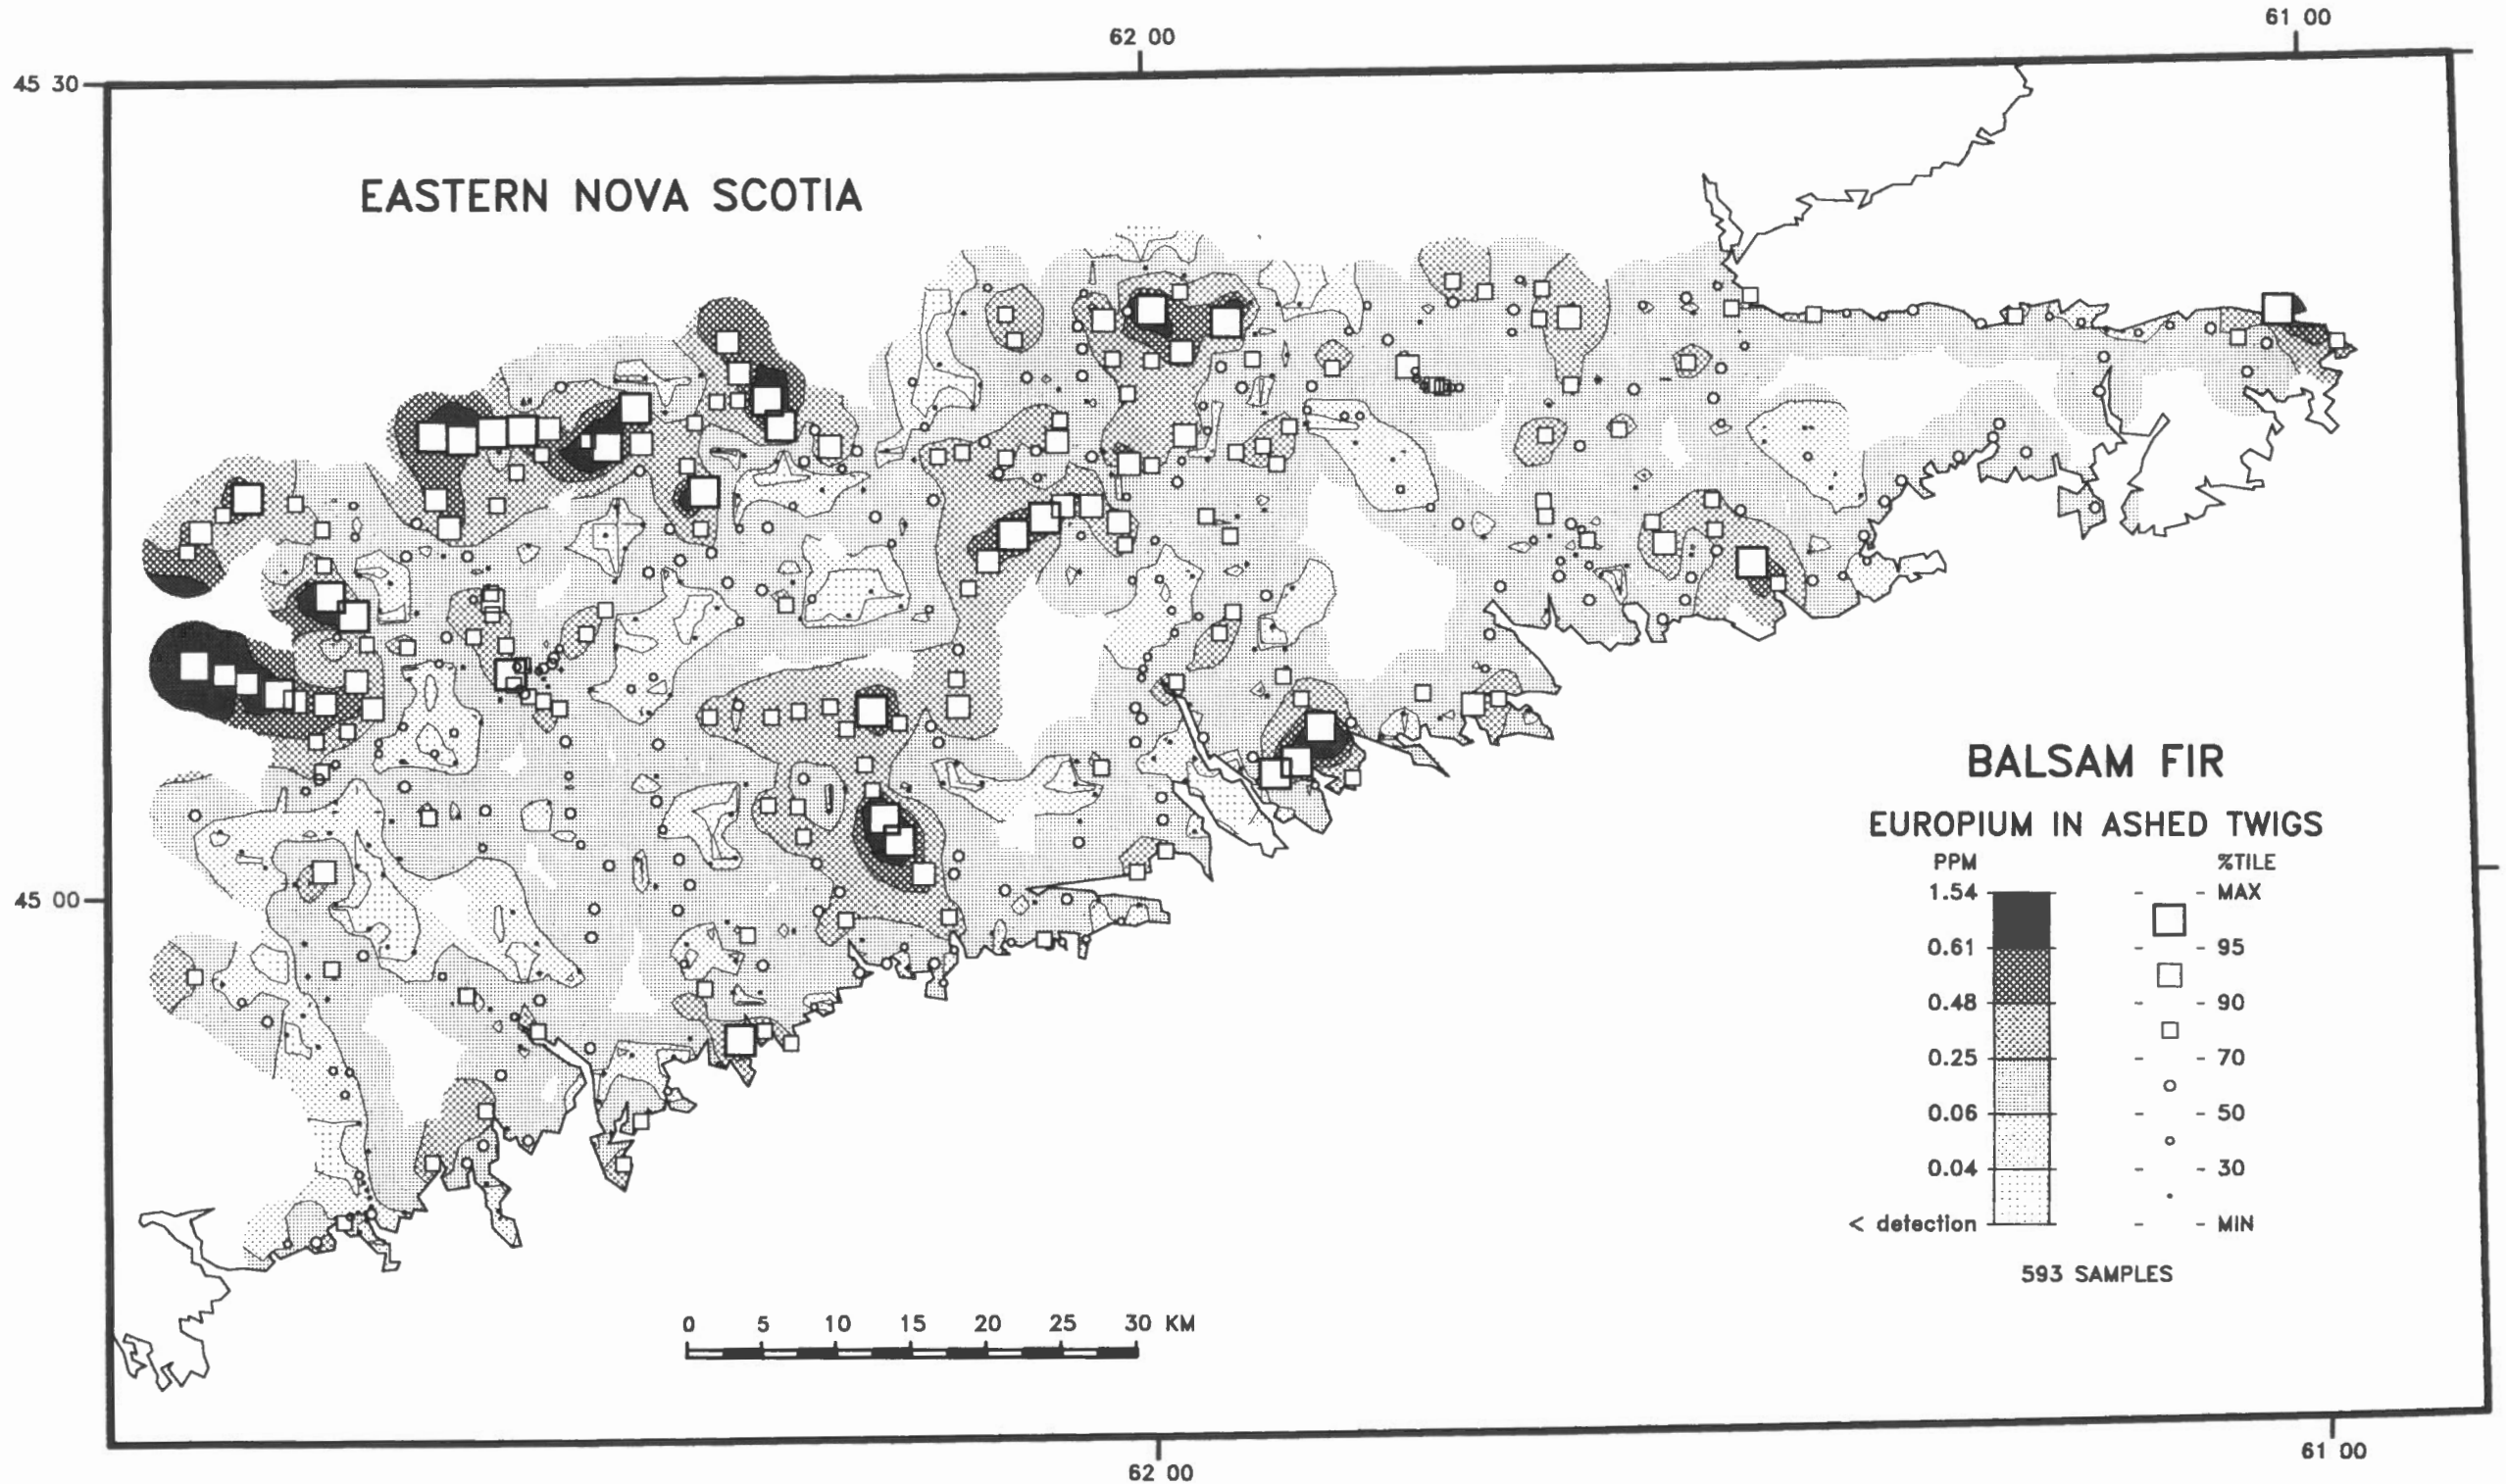 61 00
62 00
45 30
EASTERN NOVA SCOTIA
BALSAM FIR
EUROPIUM IN ASHED TWIGS
PPM %TILE
1.54 MAX
0.61 95
0.48 90
0.25 70
0.06 50
0.04 30
< detection MIN
593 SAMPLES
45 00
0 5 10 15 20 25 30 KM
61 00
62 00